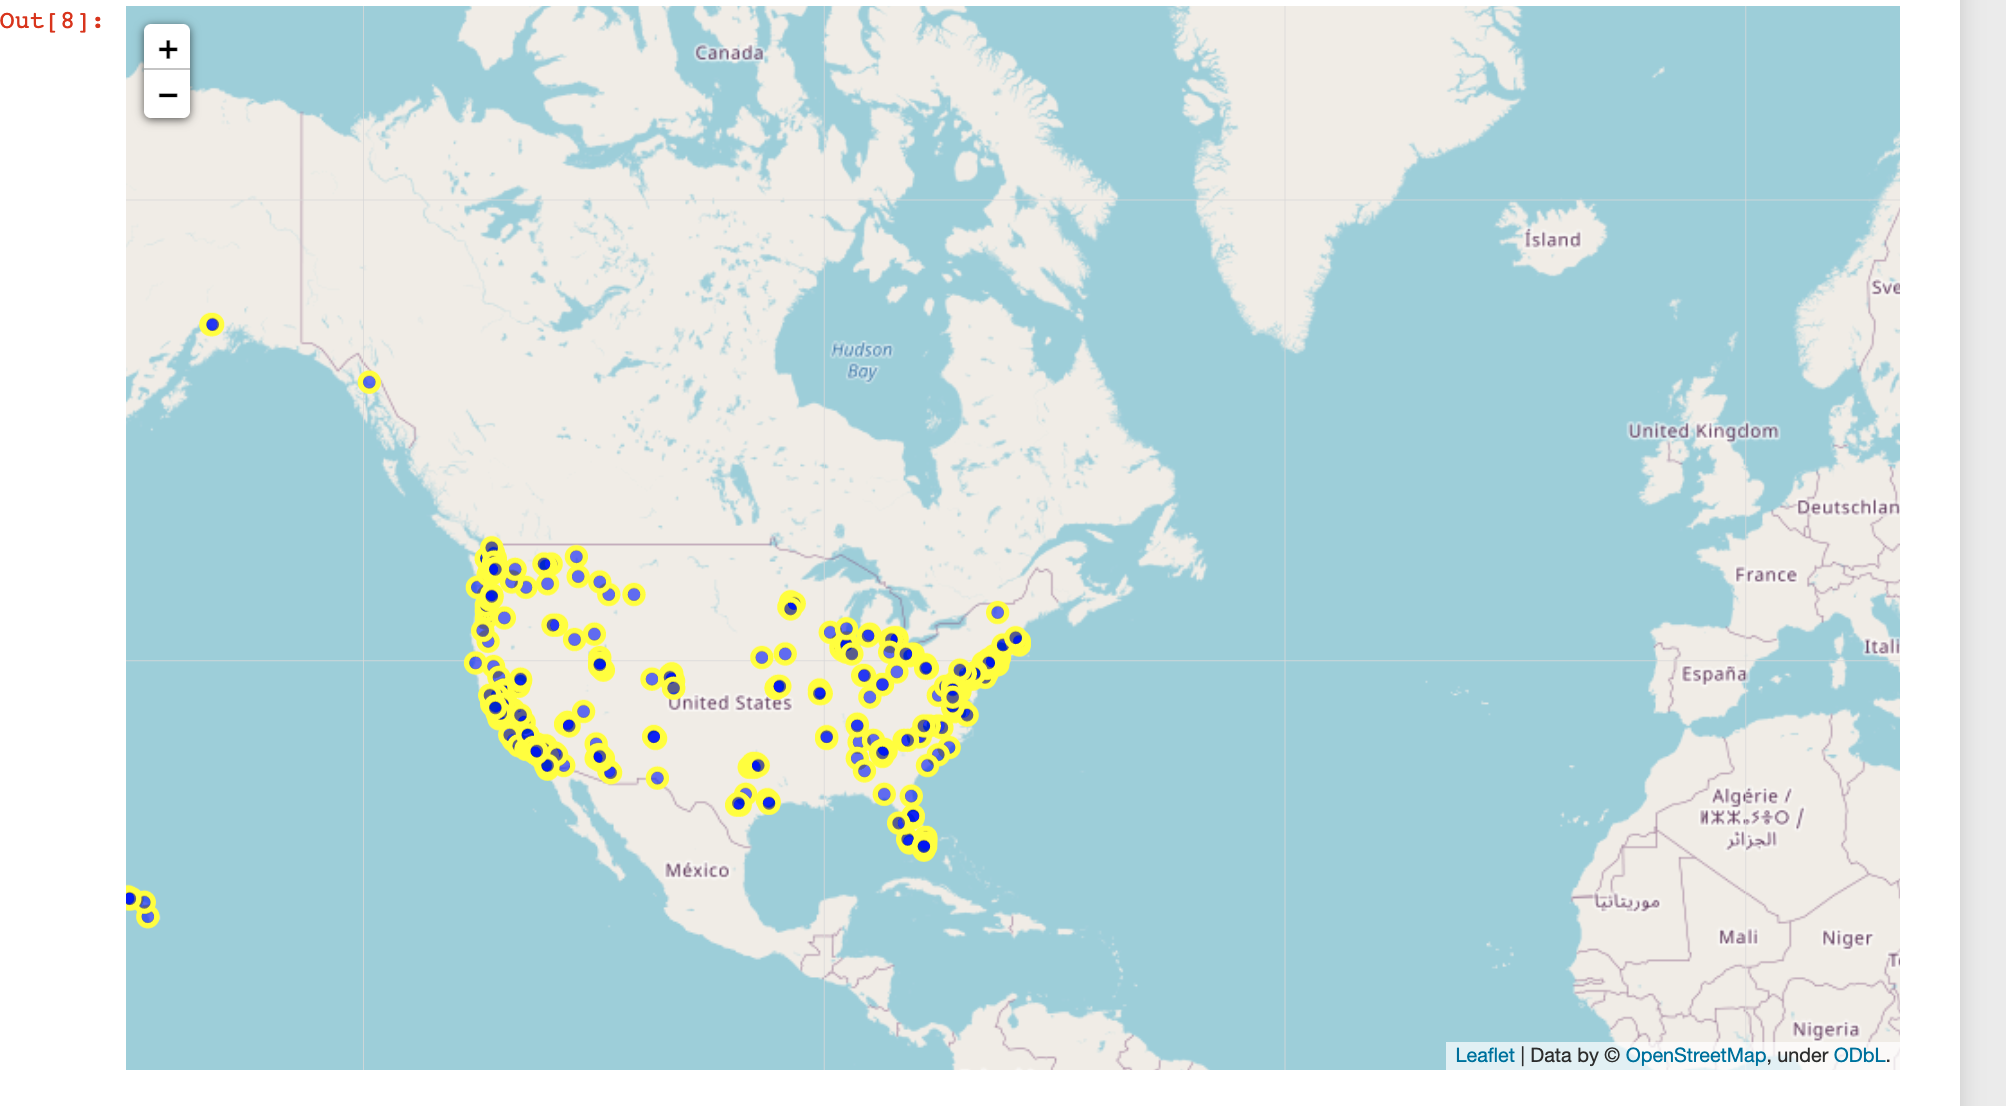 Out[8]:
+
−
Canada
Ísland
Sve
Hudson
Bay
United Kingdom
Deutschlan
France
Itali
España
United States
Algérie /
ⵍⵣⵣⴰⵢⴻⵔ /
الجزائر
México
موريتانيا
Mali
Niger
Nigeria
Leaflet | Data by © OpenStreetMap, under ODbL.